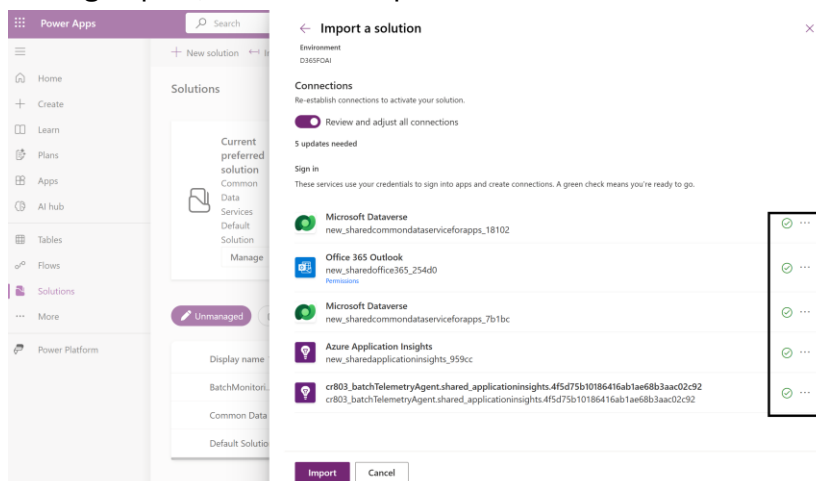 Power Apps
Search
New solution
Home
Create
Learn
Plans
Apps
AI hub
Tables
Flows
Solutions
More
Power Platform
Solutions
Current
preferred
solution
Common
Data
Services
Default
Solution
Manage
Unmanaged
Display name
BatchMonitori...
Common Data
Default Solutio
Import a solution
Environment
D365FOAI
Connections
Re-establish connections to activate your solution.
Review and adjust all connections
5 updates needed
Sign in
These services use your credentials to sign into apps and create connections. A green check means you're ready to go.
Microsoft Dataverse
new_sharedcommondataserviceforapps_18102
Office 365 Outlook
new_sharedoffice365_254d0
Permissions
Microsoft Dataverse
new_sharedcommondataserviceforapps_7b1bc
Azure Application Insights
new_sharedapplicationinsights_959cc
cr803_batchTelemetryAgent.shared_applicationinsights.4f5d75b10186416ab1ae68b3aac02c92
cr803_batchTelemetryAgent.shared_applicationinsights.4f5d75b10186416ab1ae68b3aac02c92
Import
Cancel